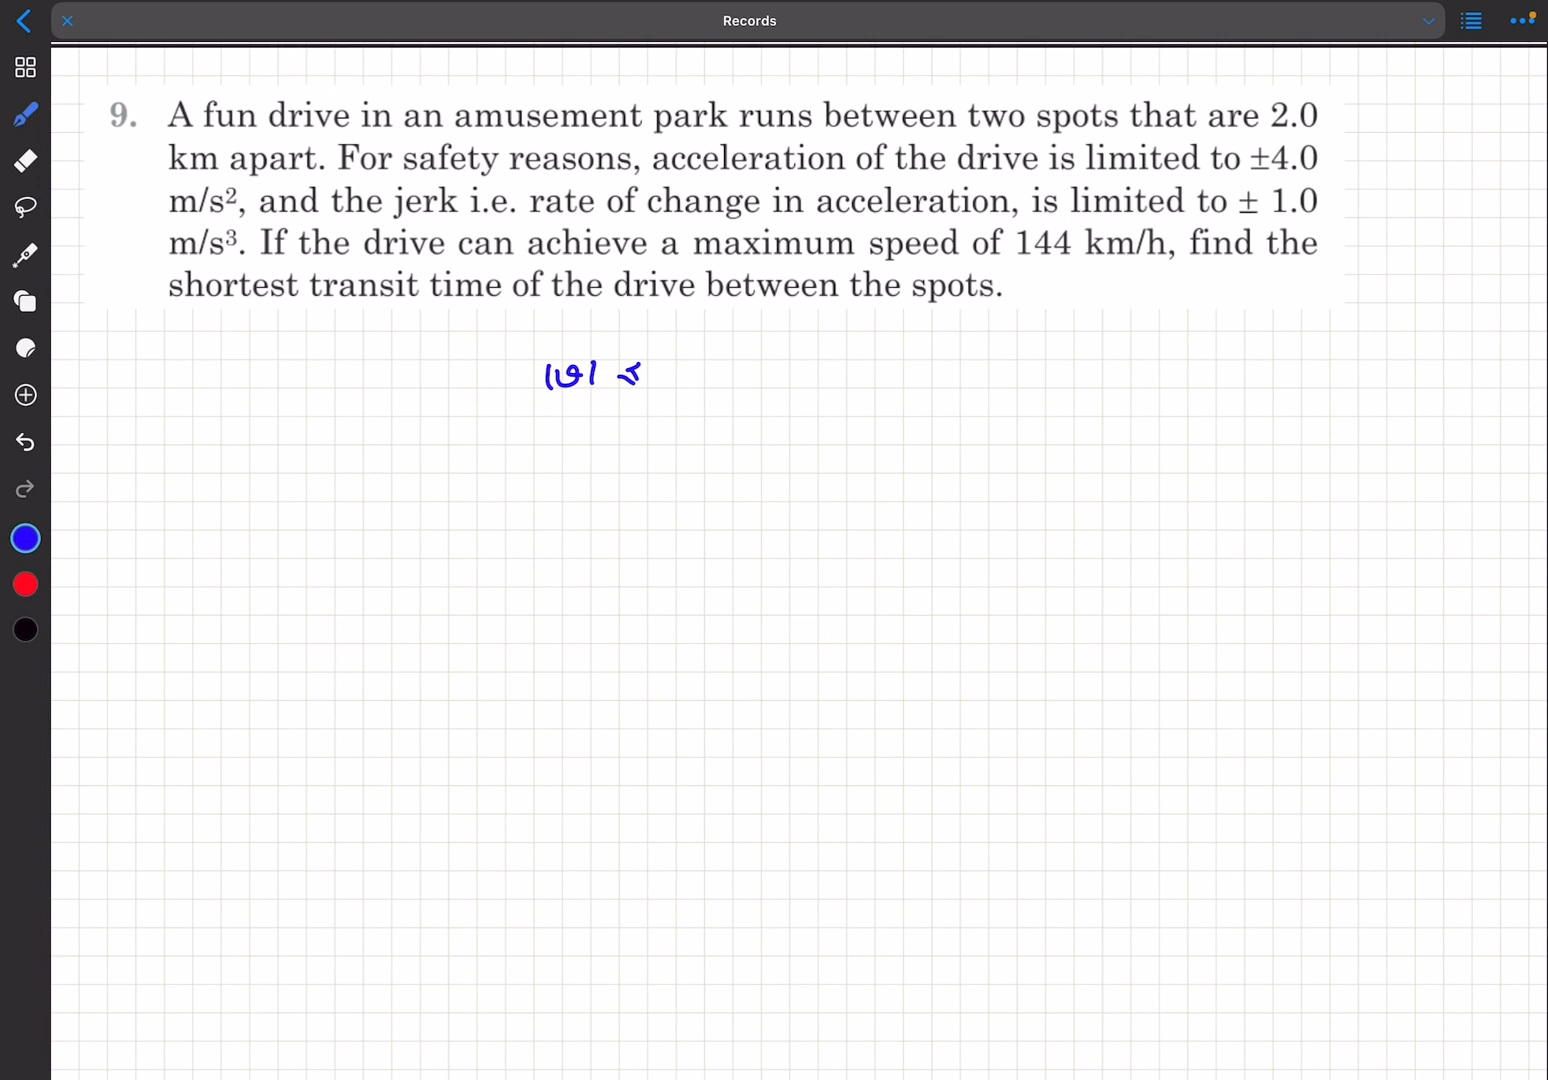 Records
9. A fun drive in an amusement park runs between two spots that are 2.0
km apart. For safety reasons, acceleration of the drive is limited to ±4.0
m/s², and the jerk i.e. rate of change in acceleration, is limited to ± 1.0
m/s³. If the drive can achieve a maximum speed of 144 km/h, find the
shortest transit time of the drive between the spots.